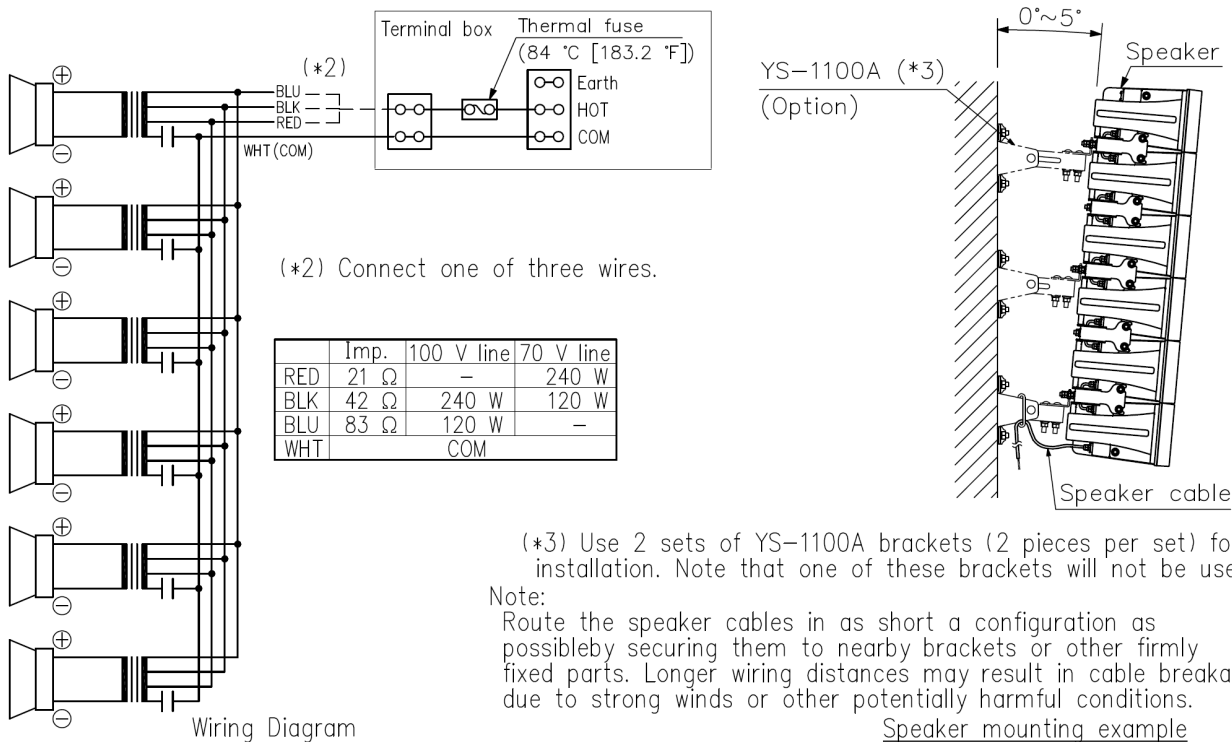 Terminal box
Thermal fuse
(84 °C [183.2 °F])
(*2)
BLU
BLK
RED
WHT(COM)
Earth
HOT
COM
⊕
⊖
⊕
⊖
⊕
⊖
⊕
⊖
⊕
⊖
⊕
⊖
(*2) Connect one of three wires.
Imp. 100 V line 70 V line
RED 21 Ω – 240 W
BLK 42 Ω 240 W 120 W
BLU 83 Ω 120 W –
WHT COM
Wiring Diagram
0°~5°
Speaker
YS-1100A (*3)
(Option)
Speaker cable
(*3) Use 2 sets of YS-1100A brackets (2 pieces per set) fo
installation. Note that one of these brackets will not be use
Note:
Route the speaker cables in as short a configuration as
possibleby securing them to nearby brackets or other firmly
fixed parts. Longer wiring distances may result in cable breaka
due to strong winds or other potentially harmful conditions.
Speaker mounting example